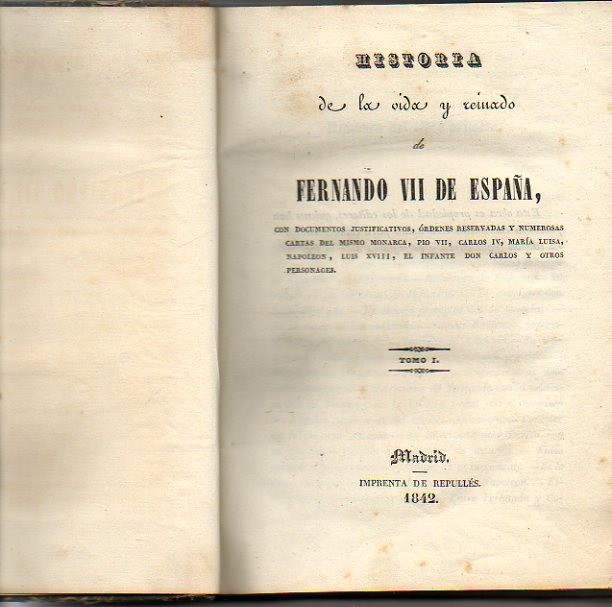 HISTORIA
de la vida y reinado
de
FERNANDO VII DE ESPAÑA,
CON DOCUMENTOS JUSTIFICATIVOS, ÓRDENES RESERVADAS Y NUMEROSAS
CARTAS DEL MISMO MONARCA, PIO VII, CARLOS IV, MARÍA LUISA,
NAPOLEON, LUIS XVIII, EL INFANTE DON CARLOS Y OTROS
PERSONAGES.
TOMO I.
Madrid.
IMPRENTA DE REPULLÉS.
1842.